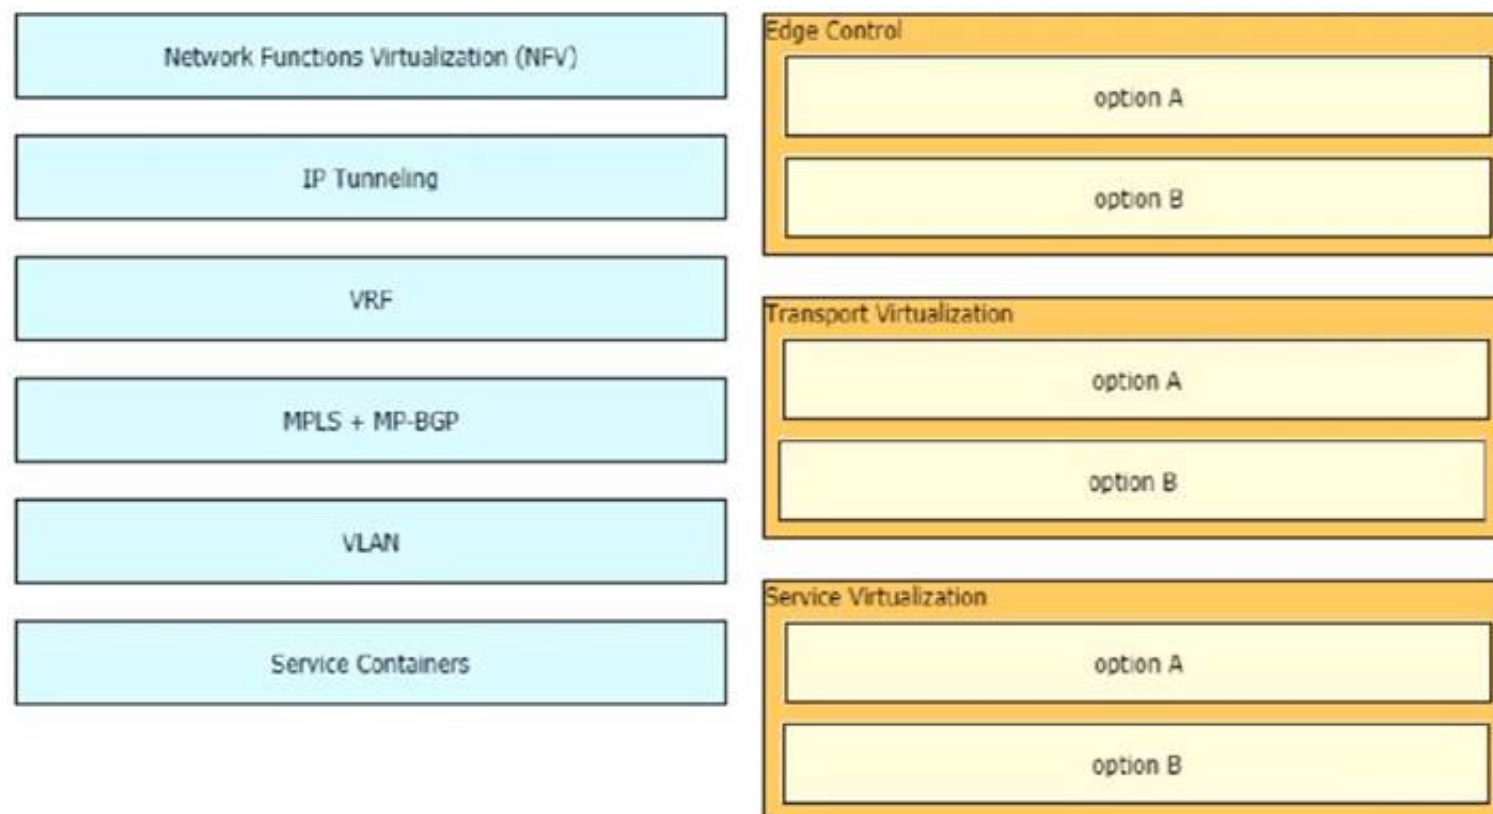 Network Functions Virtualization (NFV)
IP Tunneling
VRF
MPLS + MP-BGP
VLAN
Service Containers
Edge Control
option A
option B
Transport Virtualization
option A
option B
Service Virtualization
option A
option B